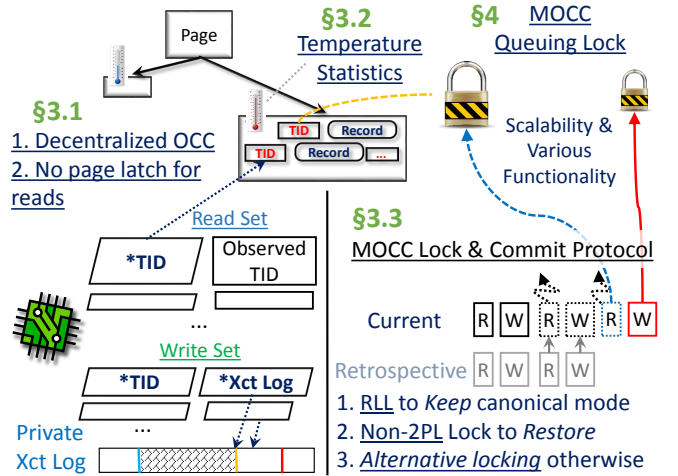 Page
§3.2
Temperature
Statistics
§4 MOCC
Queuing Lock
§3.1
1. Decentralized OCC
2. No page latch for
reads
TID
Record
TID
Record
...
Scalability &
Various
Functionality
Read Set
*TID
Observed
TID
...
Write Set
*TID
*Xct Log
...
Private
Xct Log
§3.3
MOCC Lock & Commit Protocol
Current
R W R W R W
Retrospective
R W R W
1. RLL to Keep canonical mode
2. Non-2PL Lock to Restore
3. Alternative locking otherwise